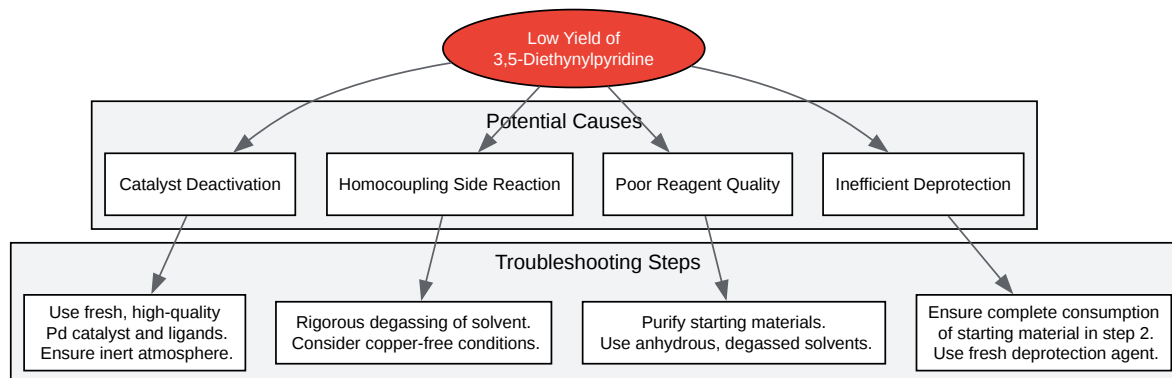 Low Yield of
3,5-Diethynylpyridine
Potential Causes
Catalyst Deactivation
Homocoupling Side Reaction
Poor Reagent Quality
Inefficient Deprotection
Troubleshooting Steps
Use fresh, high-quality
Pd catalyst and ligands.
Ensure inert atmosphere.
Rigorous degassing of solvent.
Consider copper-free conditions.
Purify starting materials.
Use anhydrous, degassed solvents.
Ensure complete consumption
of starting material in step 2.
Use fresh deprotection agent.